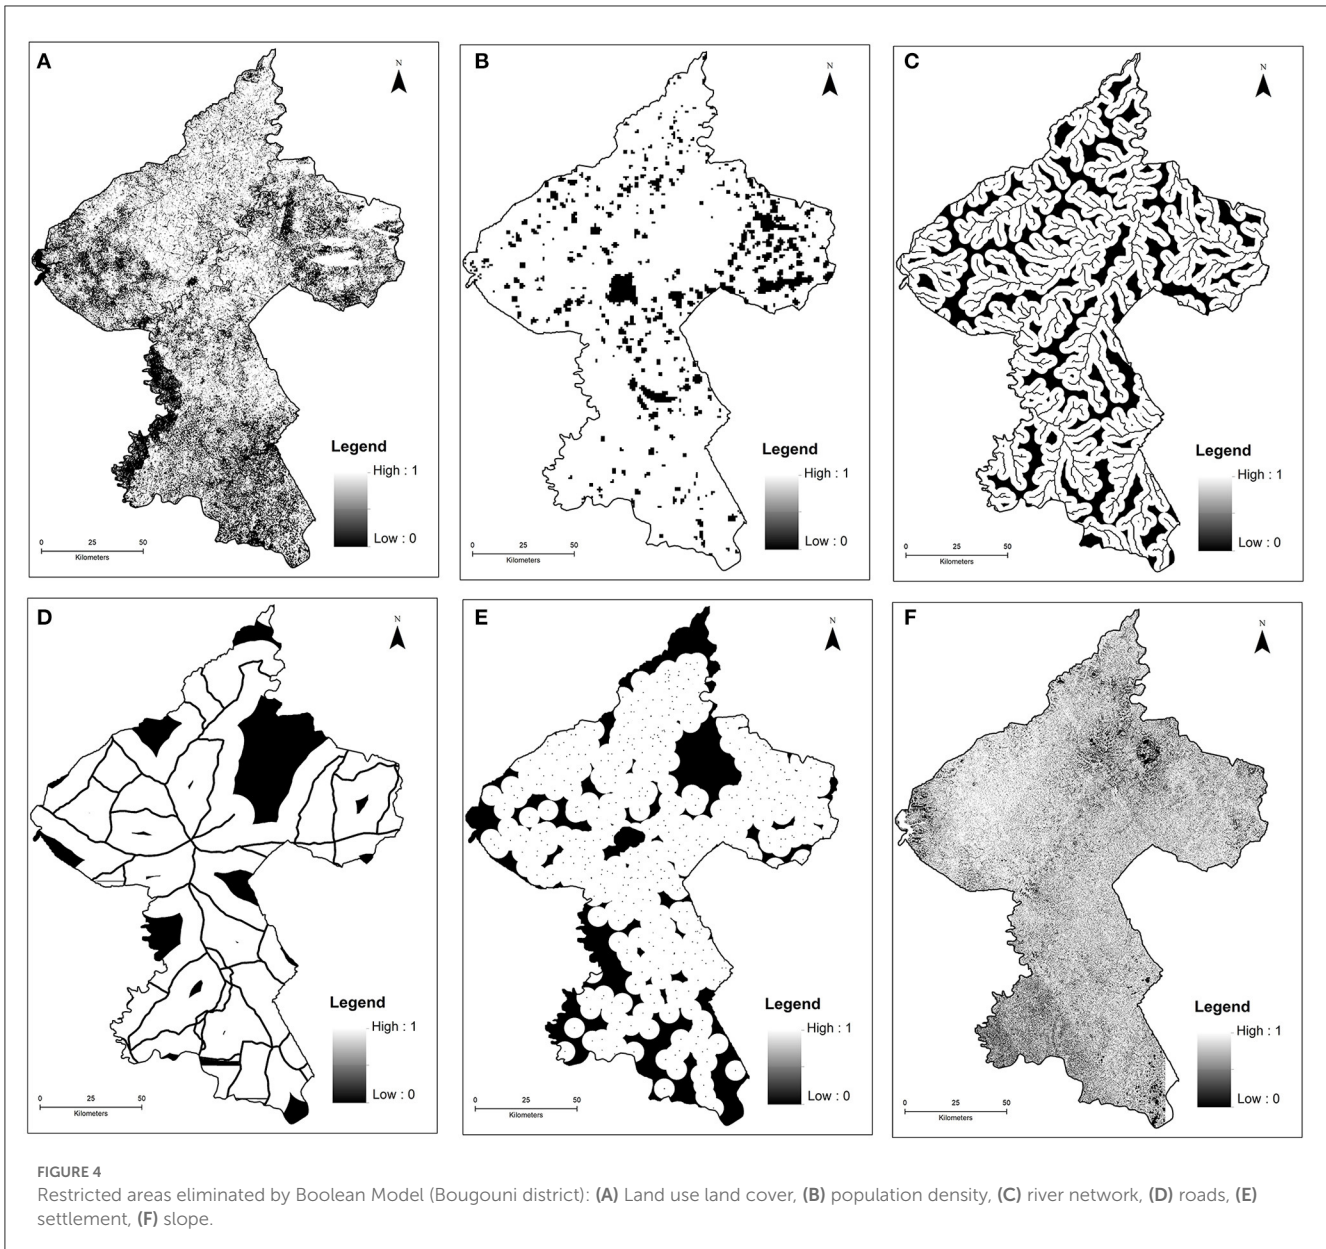 A
N
Legend
High : 1
Low : 0
0 25 50
Kilometers
B
N
Legend
High : 1
Low : 0
0 25 50
Kilometers
C
N
Legend
High : 1
Low : 0
0 25 50
Kilometers
D
N
Legend
High : 1
Low : 0
0 25 50
Kilometers
E
N
Legend
High : 1
Low : 0
0 25 50
Kilometers
F
N
Legend
High : 1
Low : 0
0 25 50
Kilometers
FIGURE 4
Restricted areas eliminated by Boolean Model (Bougouni district): (A) Land use land cover, (B) population density, (C) river network, (D) roads, (E)
settlement, (F) slope.